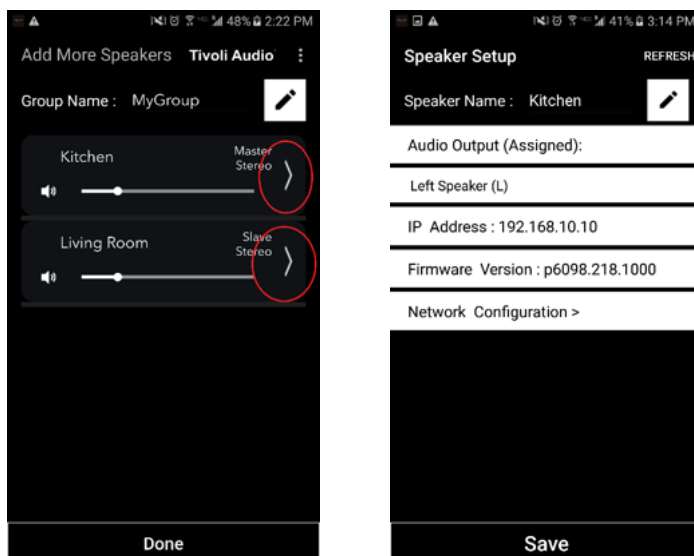 48% 2:22 PM
Add More Speakers Tivoli Audio
Group Name : MyGroup
Kitchen
Master
Stereo
Living Room
Slave
Stereo
Done
41% 3:14 PM
Speaker Setup REFRESH
Speaker Name : Kitchen
Audio Output (Assigned):
Left Speaker (L)
IP Address : 192.168.10.10
Firmware Version : p6098.218.1000
Network Configuration >
Save